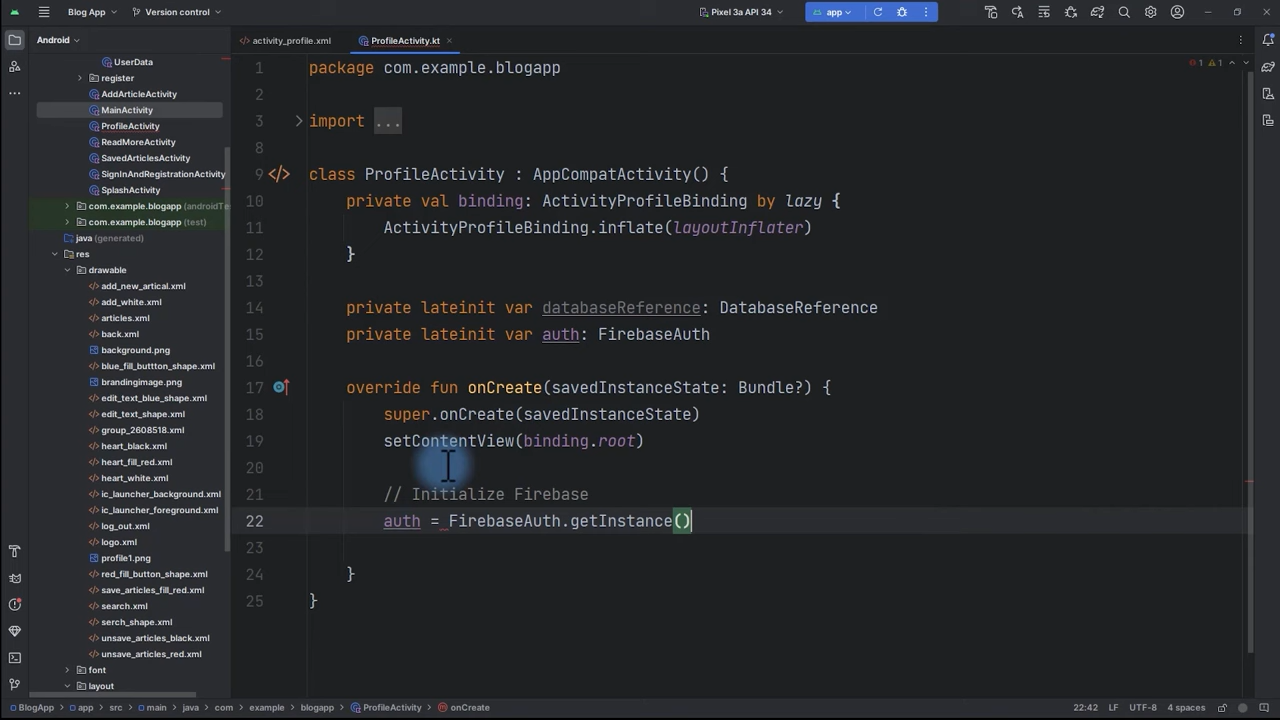 Blog App
Version control
Pixel 3a API 34
app
Android
activity_profile.xml
ProfileActivity.kt
1
1
UserData
register
AddArticleActivity
MainActivity
ProfileActivity
ReadMoreActivity
SavedArticlesActivity
SignInAndRegistrationActivity
SplashActivity
com.example.blogapp (androidTe
com.example.blogapp (test)
java (generated)
res
drawable
add_new_artical.xml
add_white.xml
articles.xml
back.xml
background.png
blue_fill_buttton_shape.xml
brandingimage.png
edit_text_blue_shape.xml
edit_text_shape.xml
group_2608518.xml
heart_black.xml
heart_fill_red.xml
heart_white.xml
ic_launcher_background.xml
ic_launcher_foreground.xml
log_out.xml
logo.xml
profile1.png
red_fill_button_shape.xml
save_articles_fill_red.xml
search.xml
serch_shape.xml
unsave_articles_black.xml
unsave_articles_red.xml
font
layout
1 package com.example.blogapp
2
3 import ...
8
9 class ProfileActivity : AppCompatActivity() {
10 private val binding: ActivityProfileBinding by lazy {
11 ActivityProfileBinding.inflate(layoutInflater)
12 }
13
14 private lateinit var databaseReference: DatabaseReference
15 private lateinit var auth: FirebaseAuth
16
17 override fun onCreate(savedInstanceState: Bundle?) {
18 super.onCreate(savedInstanceState)
19 setContentView(binding.root)
20
21 // Initialize Firebase
22 auth = FirebaseAuth.getInstance()
23
24 }
25 }
BlogApp > app > src > main > java > com > example > blogapp > ProfileActivity > onCreate
22:42 LF UTF-8 4 spaces